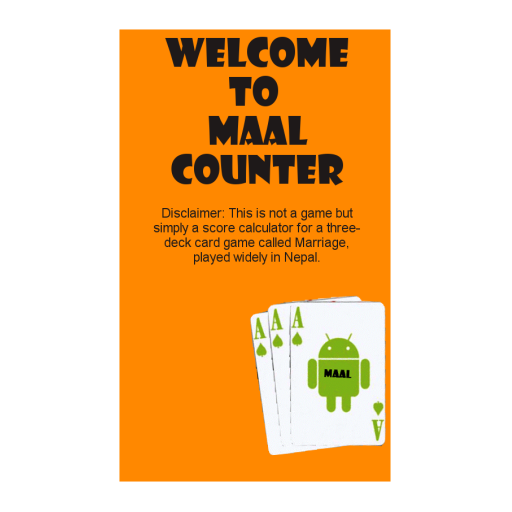 WELCOME
TO
MAAL
COUNTER
Disclaimer: This is not a game but
simply a score calculator for a three-
deck card game called Marriage,
played widely in Nepal.
A A A
MAAL
A